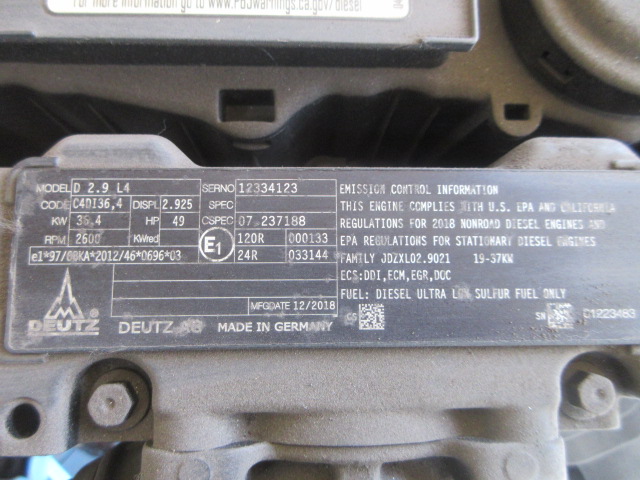 For more information go to www.P65warnings.ca.gov/diesel
MODEL D 2.9 L4 SERNO 12334123
CODE C4DI36,4 DISPL 2.925 SPEC
KW 36,4 HP 49 CSPEC 07 237188
RPM 2600 KWred E1 120R 000133
e1*97/68KA*2012/46*0696*03 24R 033144
MFGDATE 12/2018
DEUTZ DEUTZ AG MADE IN GERMANY
EMISSION CONTROL INFORMATION
THIS ENGINE COMPLIES WITH U.S. EPA AND CALIFORNIA
REGULATIONS FOR 2018 NONROAD DIESEL ENGINES AND
EPA REGULATIONS FOR STATIONARY DIESEL ENGINES
FAMILY JDZXL02.9021 19-37KW
ECS:DDI,ECM,EGR,DOC
FUEL: DIESEL ULTRA LOW SULFUR FUEL ONLY
CS SN C1223483